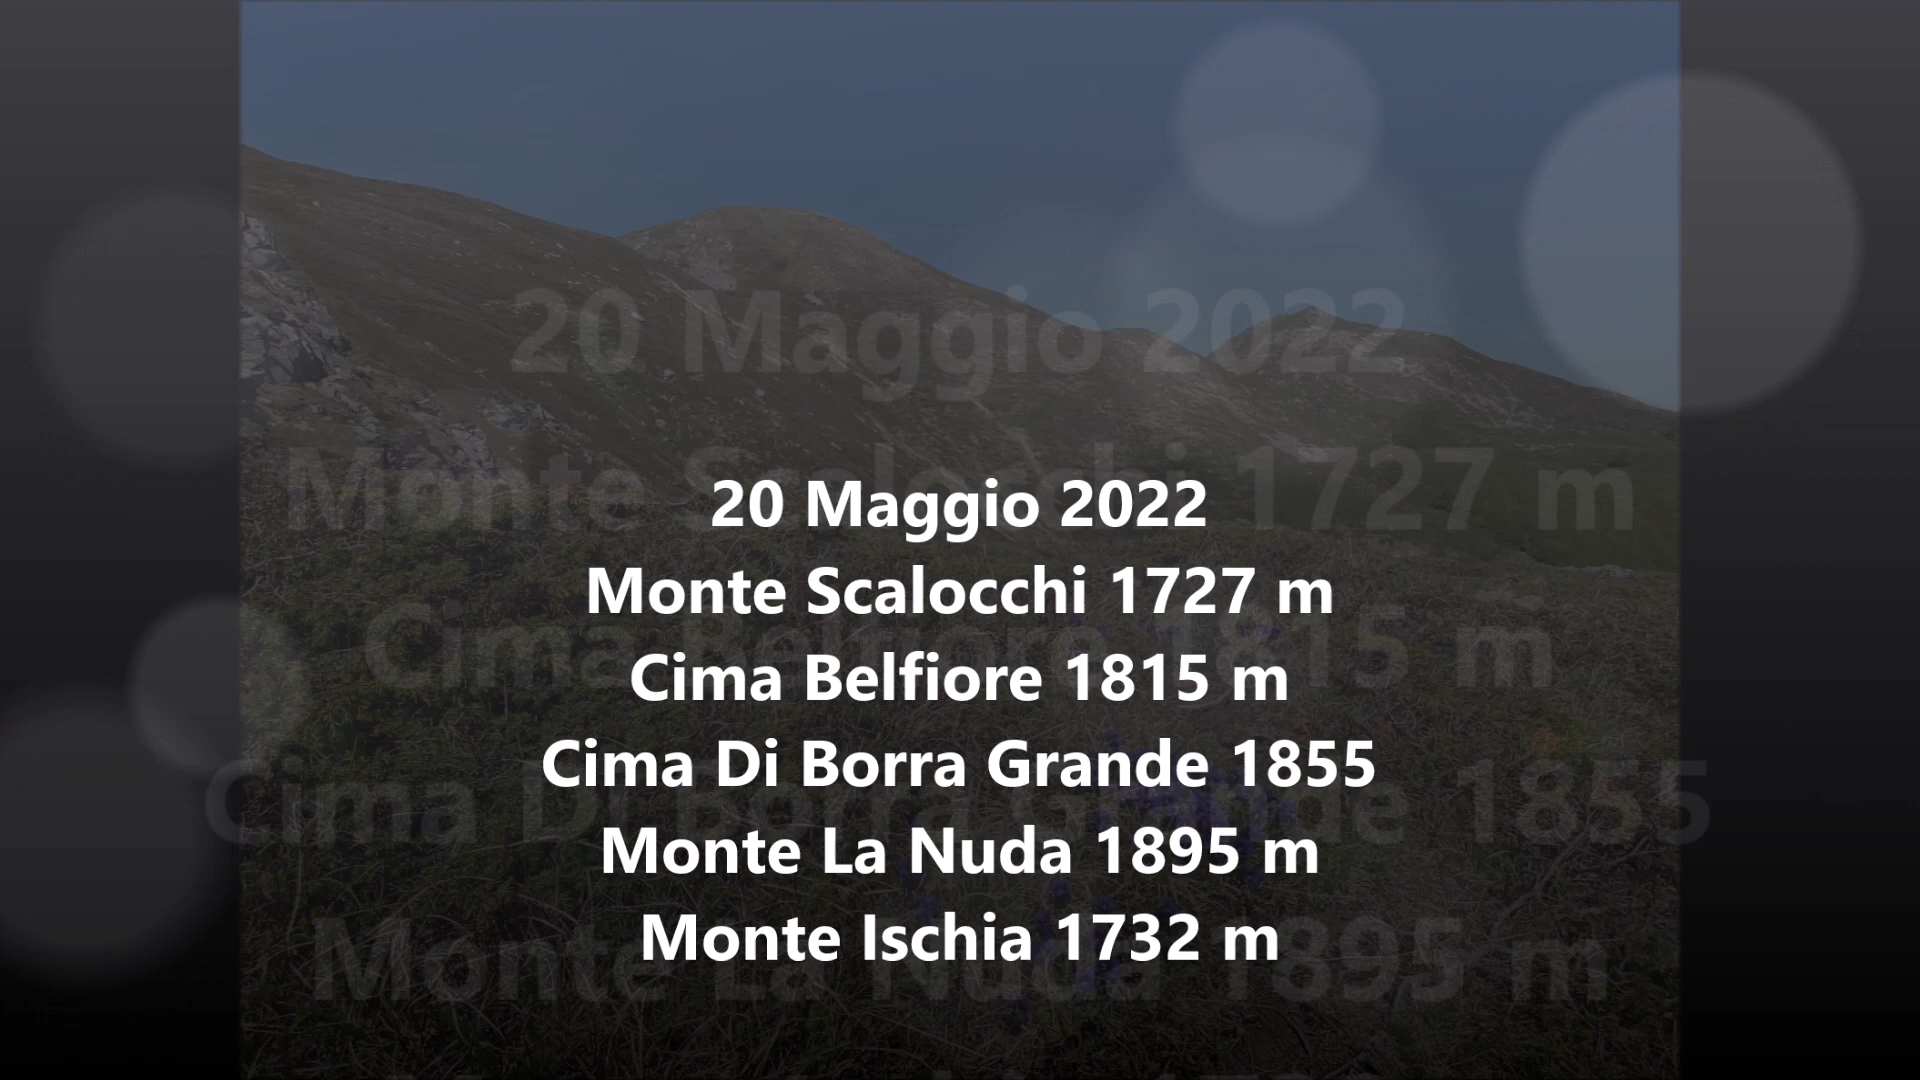 20 Maggio 2022
Monte Scalocchi 1727 m
Cima Belfiore 1815 m
Cima Di Borra Grande 1855
Monte La Nuda 1895 m
Monte Ischia 1732 m